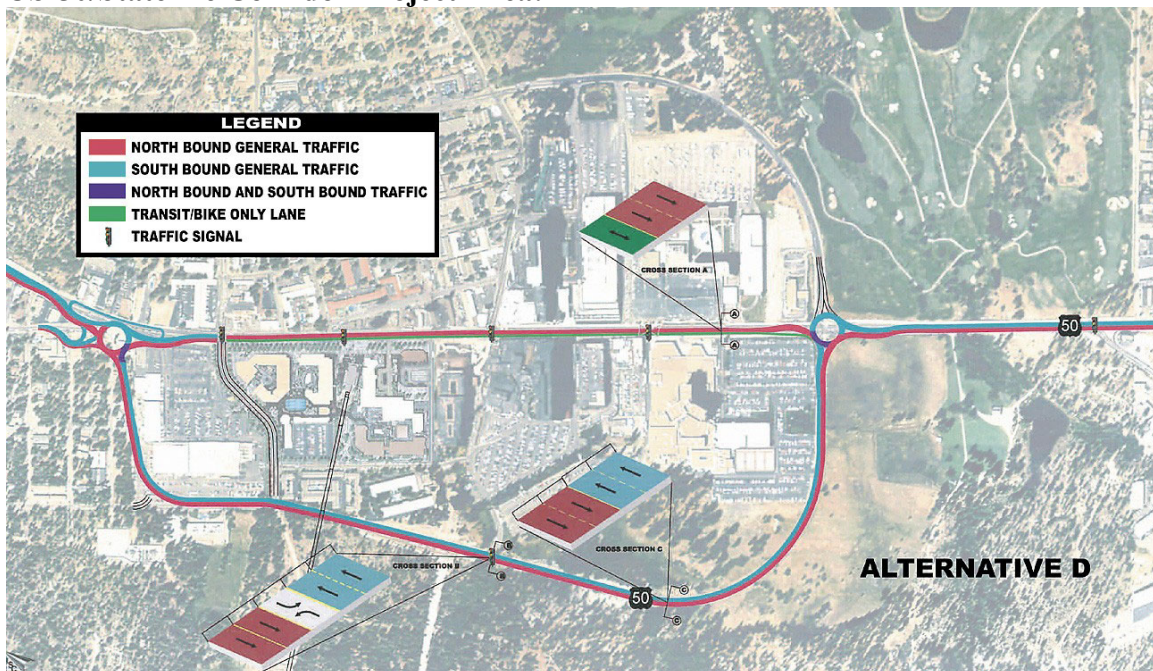 LEGEND
NORTH BOUND GENERAL TRAFFIC
SOUTH BOUND GENERAL TRAFFIC
NORTH BOUND AND SOUTH BOUND TRAFFIC
TRANSIT/BIKE ONLY LANE
TRAFFIC SIGNAL
CROSS SECTION A
A
A
50
CROSS SECTION C
B
CROSS SECTION B
B
ALTERNATIVE D
C
50
C